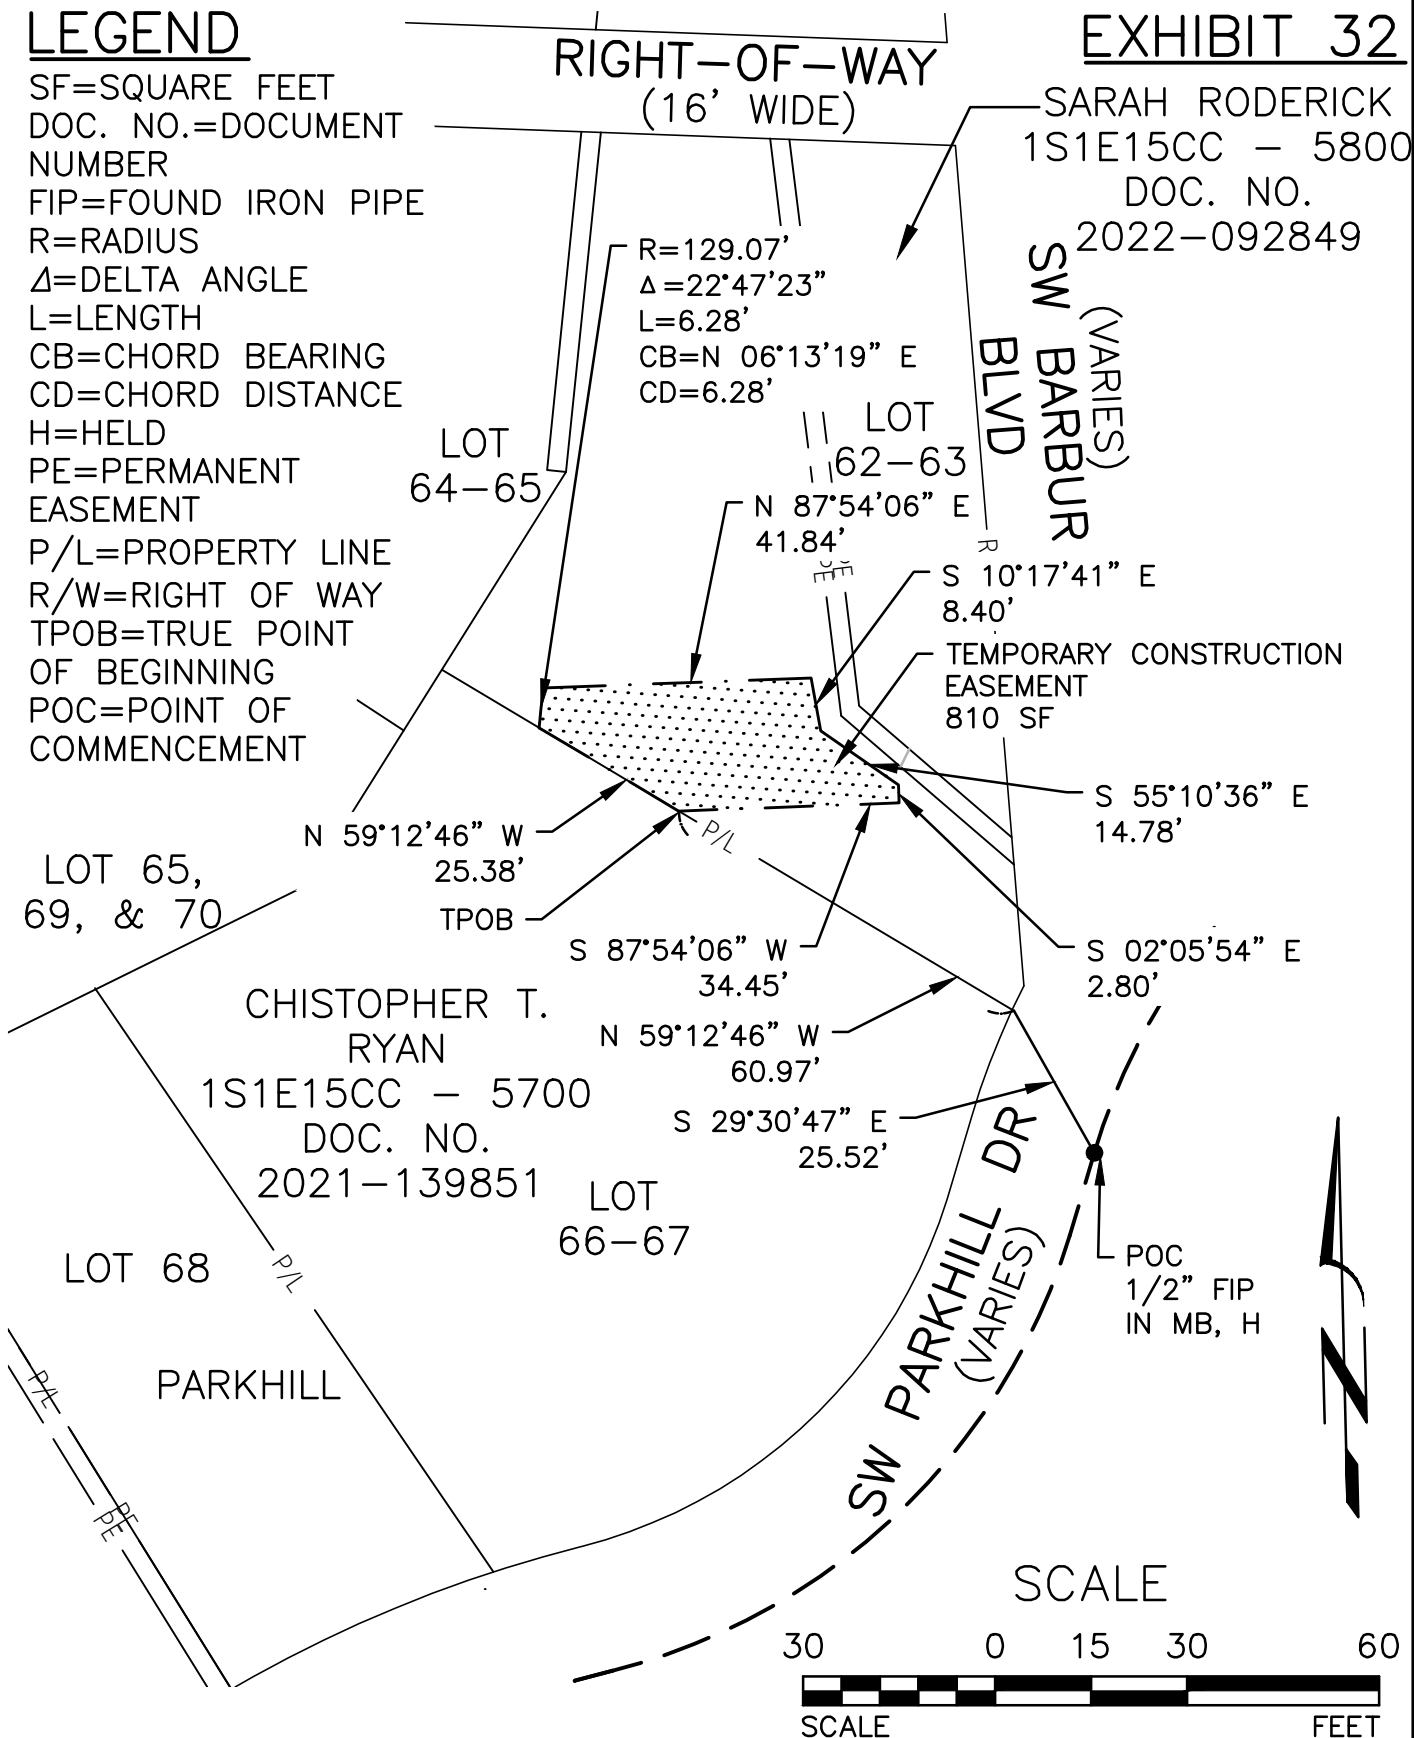 LEGEND
SF=SQUARE FEET
DOC. NO.=DOCUMENT
NUMBER
FIP=FOUND IRON PIPE
R=RADIUS
Δ=DELTA ANGLE
L=LENGTH
CB=CHORD BEARING
CD=CHORD DISTANCE
H=HELD
PE=PERMANENT
EASEMENT
P/L=PROPERTY LINE
R/W=RIGHT OF WAY
TPOB=TRUE POINT
OF BEGINNING
POC=POINT OF
COMMENCEMENT
RIGHT-OF-WAY
(16' WIDE)
EXHIBIT 32
SARAH RODERICK
1S1E15CC - 5800
DOC. NO.
2022-092849
R=129.07'
Δ=22°47'23"
L=6.28'
CB=N 06°13'19" E
CD=6.28'
SW BARBUR
BLVD
(VARIES)
LOT
64-65
LOT
62-63
N 87°54'06" E
41.84'
R
PE
PE
S 10°17'41" E
8.40'
TEMPORARY CONSTRUCTION
EASEMENT
810 SF
S 55°10'36" E
14.78'
N 59°12'46" W
25.38'
P/L
TPOB
LOT 65,
69, & 70
S 87°54'06" W
34.45'
S 02°05'54" E
2.80'
N 59°12'46" W
60.97'
S 29°30'47" E
25.52'
CHISTOPHER T.
RYAN
1S1E15CC - 5700
DOC. NO.
2021-139851
LOT
66-67
LOT 68
P/L
PARKHILL
P/L
PE
PE
SW PARKHILL DR
(VARIES)
POC
1/2" FIP
IN MB, H
N
SCALE
30 0 15 30 60
SCALE FEET